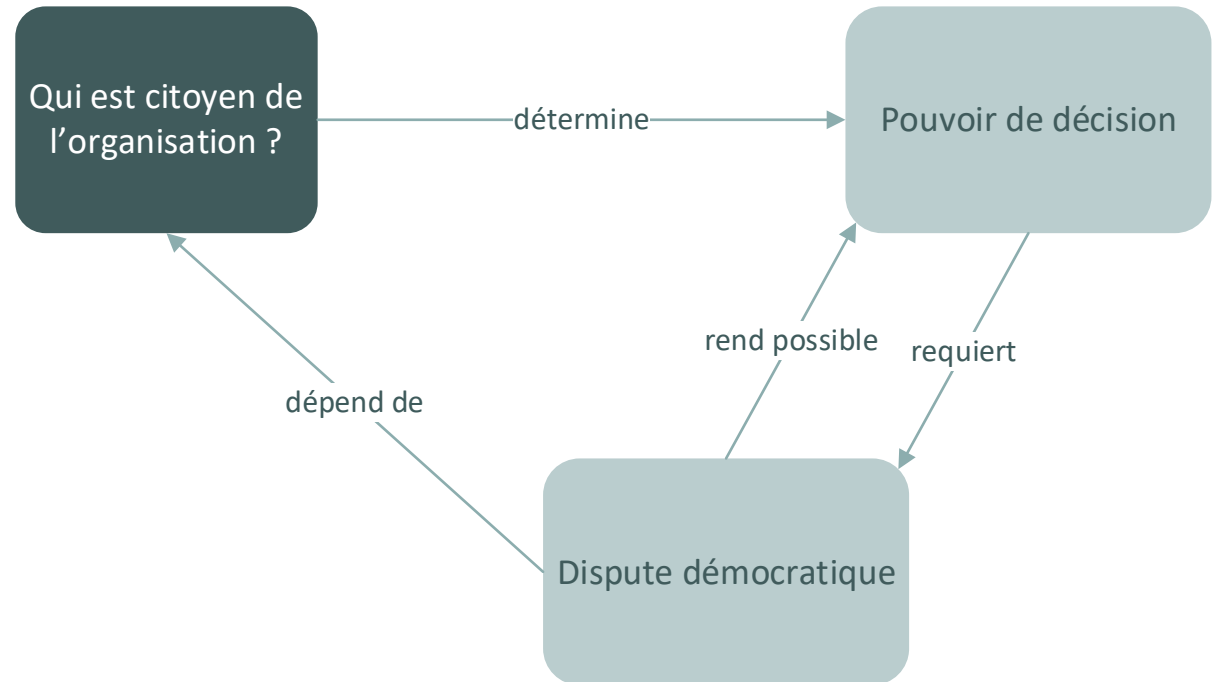 Qui est citoyen de
l’organisation ?
détermine
Pouvoir de décision
rend possible
requiert
dépend de
Dispute démocratique